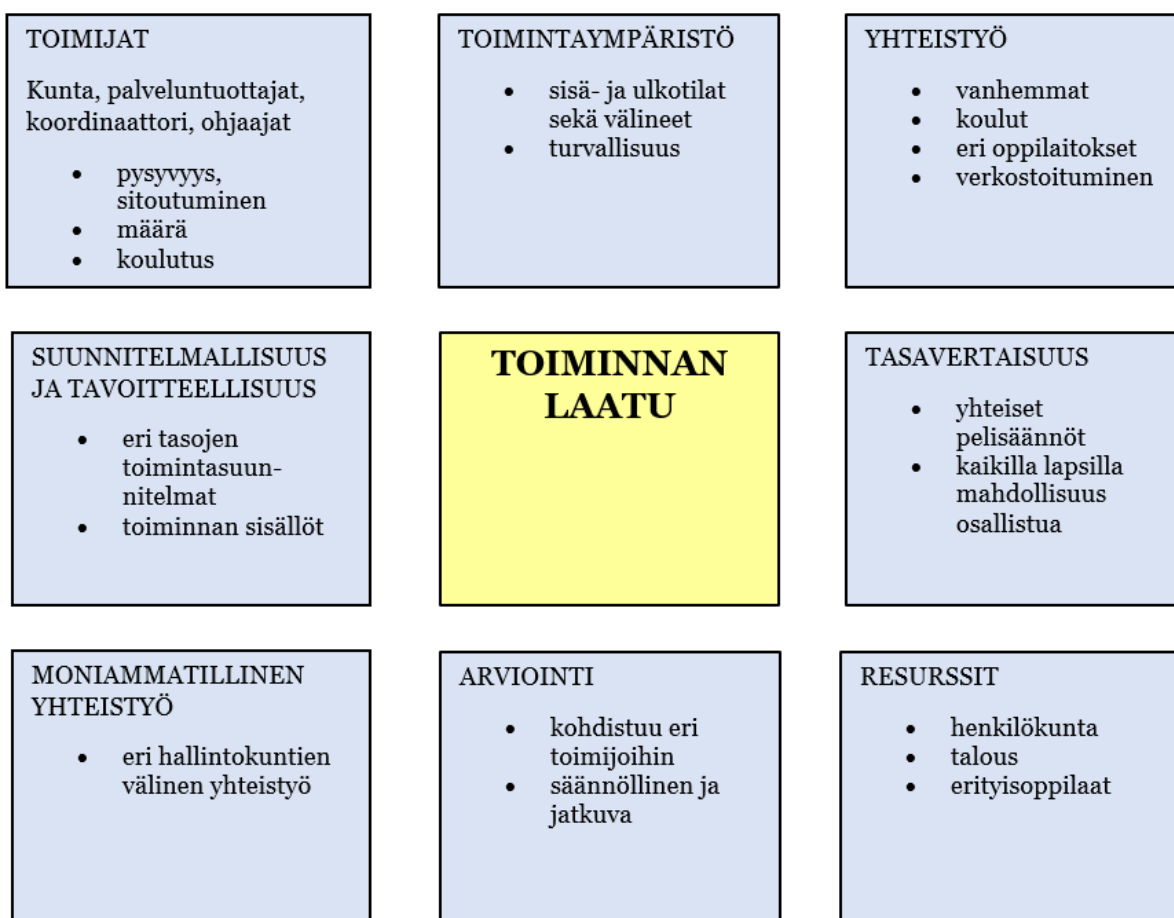 TOIMIJAT
Kunta, palveluntuottajat,
koordinaattori, ohjaajat
• pysyvyys,
sitoutuminen
• määrä
• koulutus
TOIMINTAYMPÄRISTÖ
• sisä- ja ulkotilat
sekä välineet
• turvallisuus
YHTEISTYÖ
• vanhemmat
• koulut
• eri oppilaitokset
• verkostoituminen
SUUNNITELMALLISUUS
JA TAVOITTEELLISUUS
• eri tasojen
toimintasuun-
nitelmat
• toiminnan sisällöt
TOIMINNAN
LAATU
TASAVERTAISUUS
• yhteiset
pelisäännöt
• kaikilla lapsilla
mahdollisuus
osallistua
MONIAMMATILLINEN
YHTEISTYÖ
• eri hallintokuntien
välinen yhteistyö
ARVIOINTI
• kohdistuu eri
toimijoihin
• säännöllinen ja
jatkuva
RESURSSIT
• henkilökunta
• talous
• erityisoppilaat